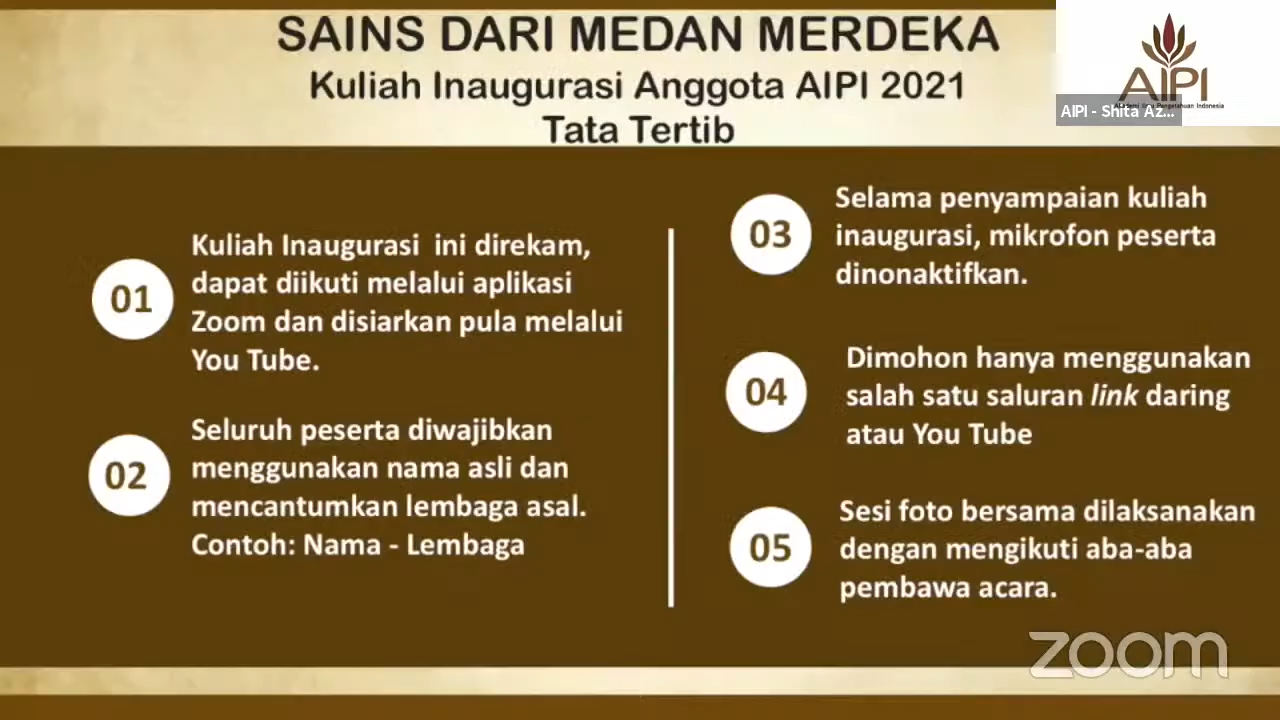 SAINS DARI MEDAN MERDEKA
Kuliah Inaugurasi Anggota AIPI 2021
Tata Tertib
AIPI
Akademi Ilmu Pengetahuan Indonesia
AIPI - Shita Az...
01
Kuliah Inaugurasi ini direkam,
dapat diikuti melalui aplikasi
Zoom dan disiarkan pula melalui
You Tube.
02
Seluruh peserta diwajibkan
menggunakan nama asli dan
mencantumkan lembaga asal.
Contoh: Nama - Lembaga
03
Selama penyampaian kuliah
inaugurasi, mikrofon peserta
dinonaktifkan.
04
Dimohon hanya menggunakan
salah satu saluran link daring
atau You Tube
05
Sesi foto bersama dilaksanakan
dengan mengikuti aba-aba
pembawa acara.
zoom